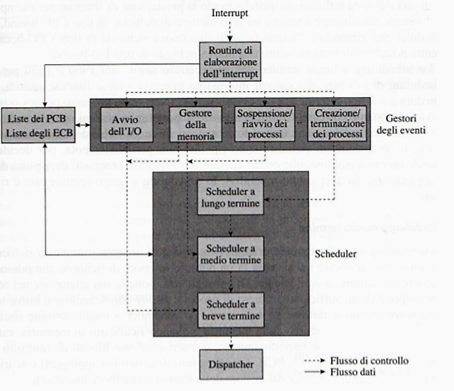 Interrupt
Routine di
elaborazione
dell'interrupt
Liste dei PCB
Liste degli ECB
Avvio
dell'I/O
Gestore
della
memoria
Sospensione/
riavvio dei
processi
Creazione/
terminazione
dei processi
Gestori
degli eventi
Scheduler a
lungo termine
Scheduler a
medio termine
Scheduler
Scheduler a
breve termine
Dispatcher
Flusso di controllo
Flusso dati